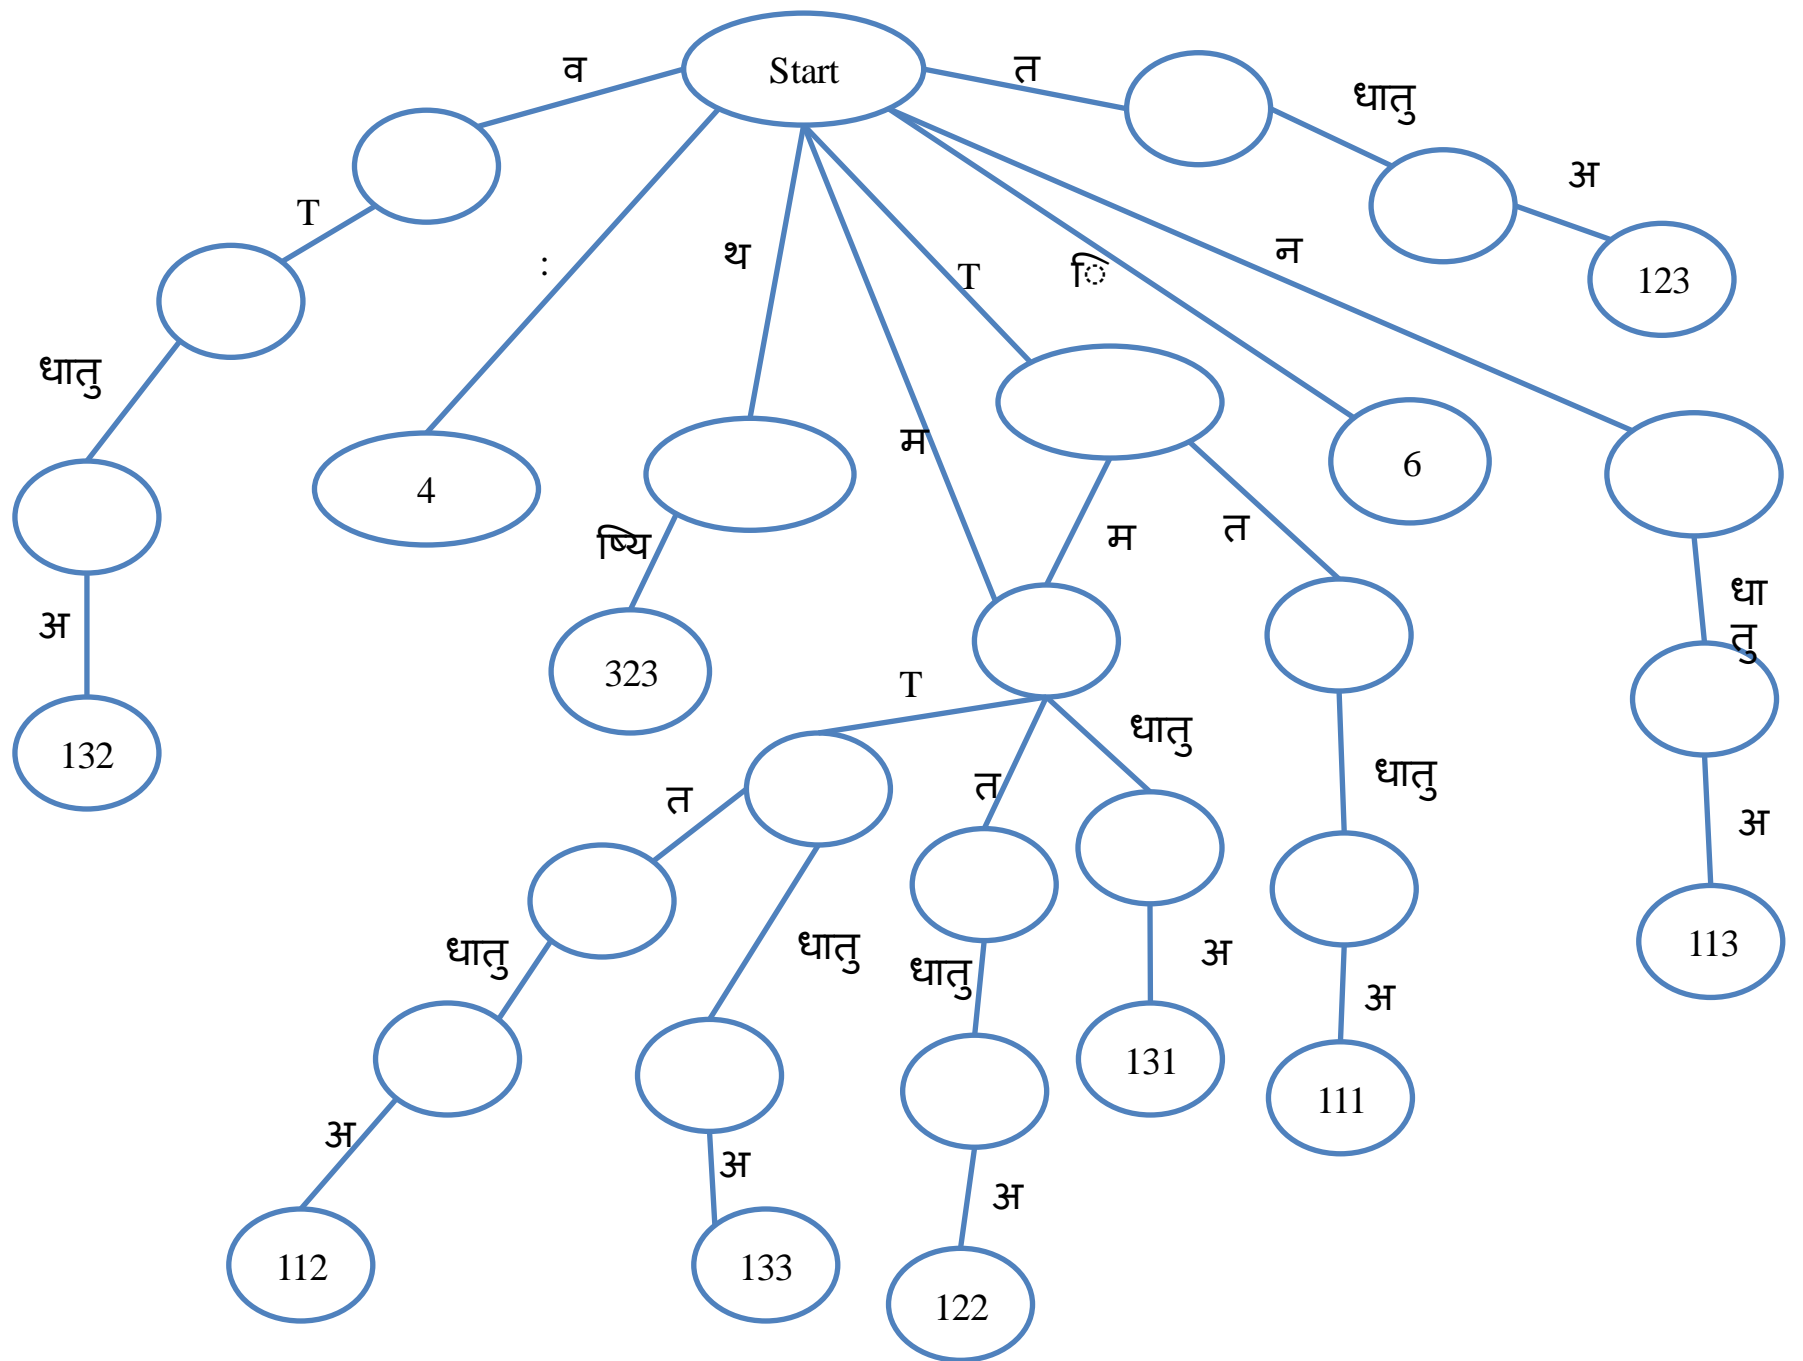 Start
व
त
धातु
अ
T
:
थ
T
ि
न
123
धातु
4
म
6
ष्यि
म
त
धा
तु
323
अ
132
T
धातु
त
त
धातु
अ
धातु
धातु
धातु
अ
अ
113
131
111
अ
अ
अ
112
133
122